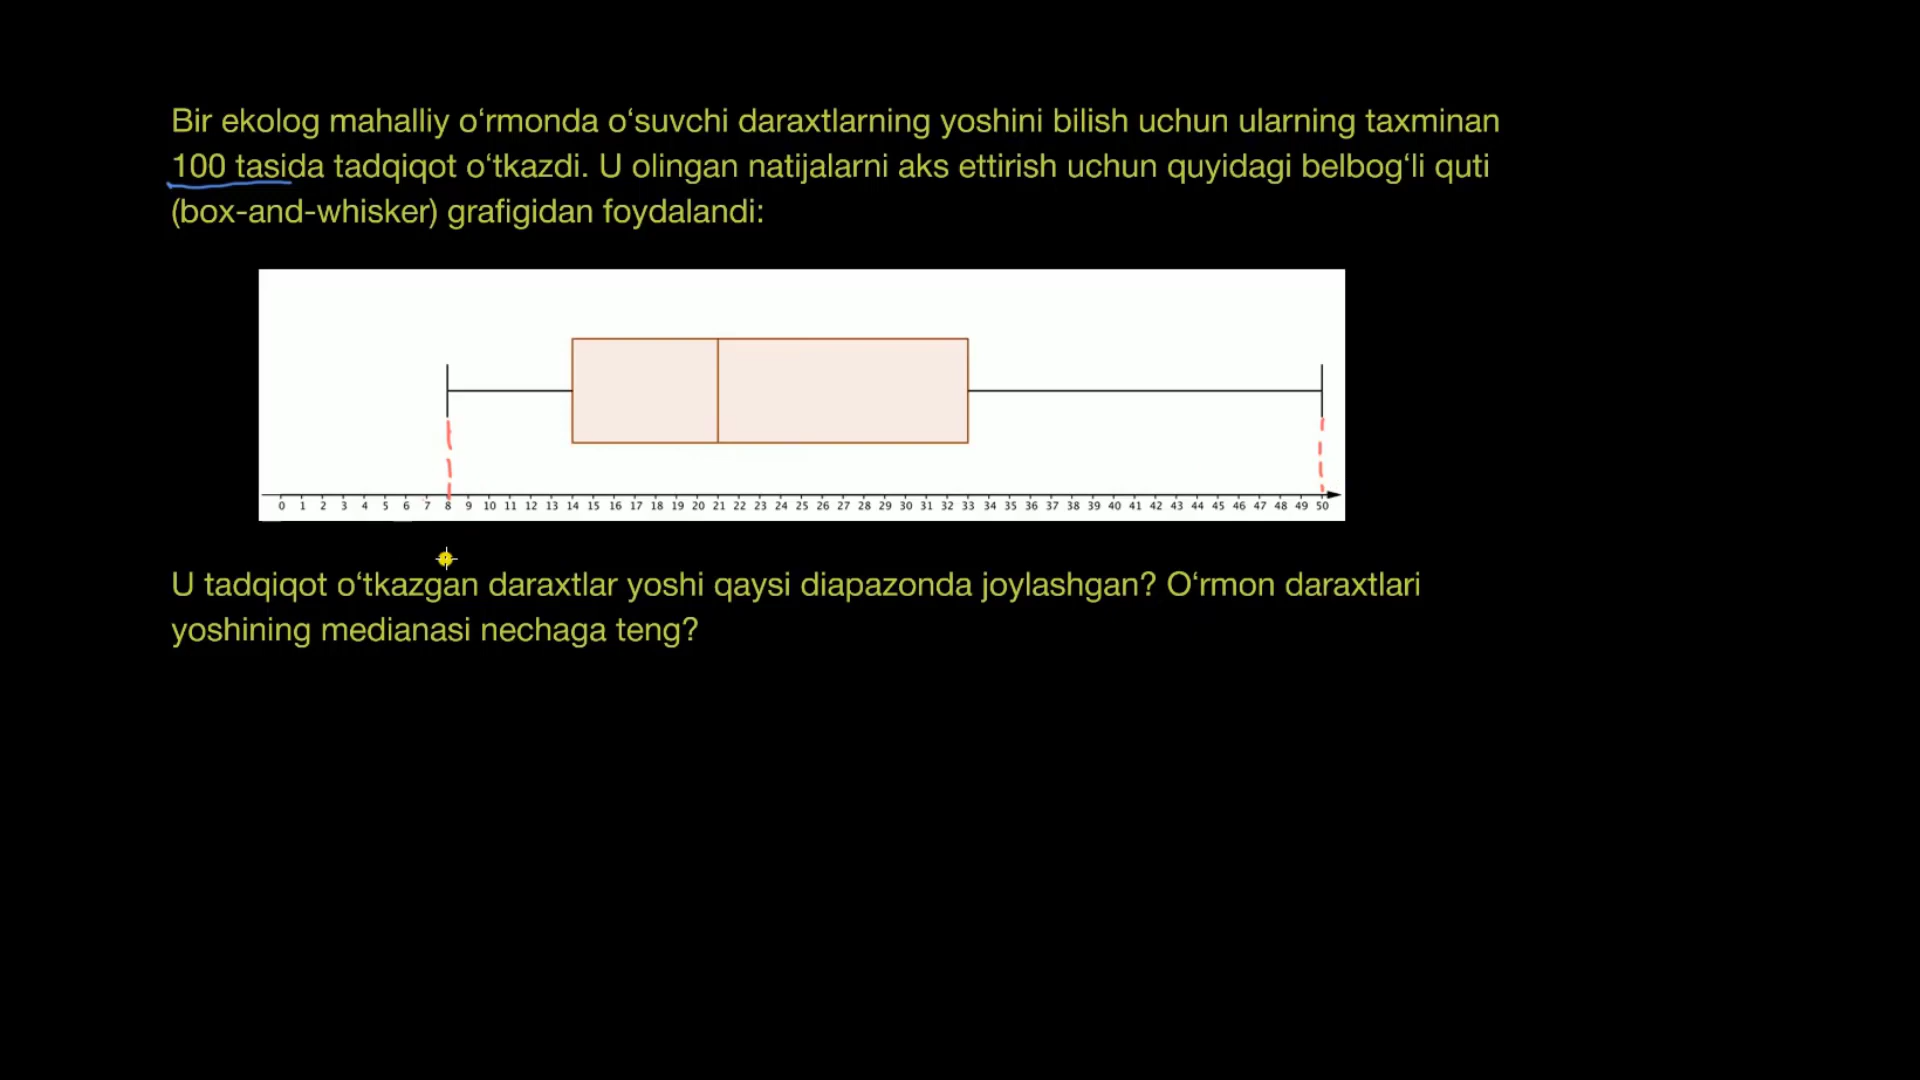 Bir ekolog mahalliy o‘rmonda o‘suvchi daraxtlarning yoshini bilish uchun ularning taxminan
100 tasida tadqiqot o‘tkazdi. U olingan natijalarni aks ettirish uchun quyidagi belbog‘li quti
(box-and-whisker) grafigidan foydalandi:
0 1 2 3 4 5 6 7 8 9 10 11 12 13 14 15 16 17 18 19 20 21 22 23 24 25 26 27 28 29 30 31 32 33 34 35 36 37 38 39 40 41 42 43 44 45 46 47 48 49 50
U tadqiqot o‘tkazgan daraxtlar yoshi qaysi diapazonda joylashgan? O‘rmon daraxtlari
yoshining medianasi nechaga teng?